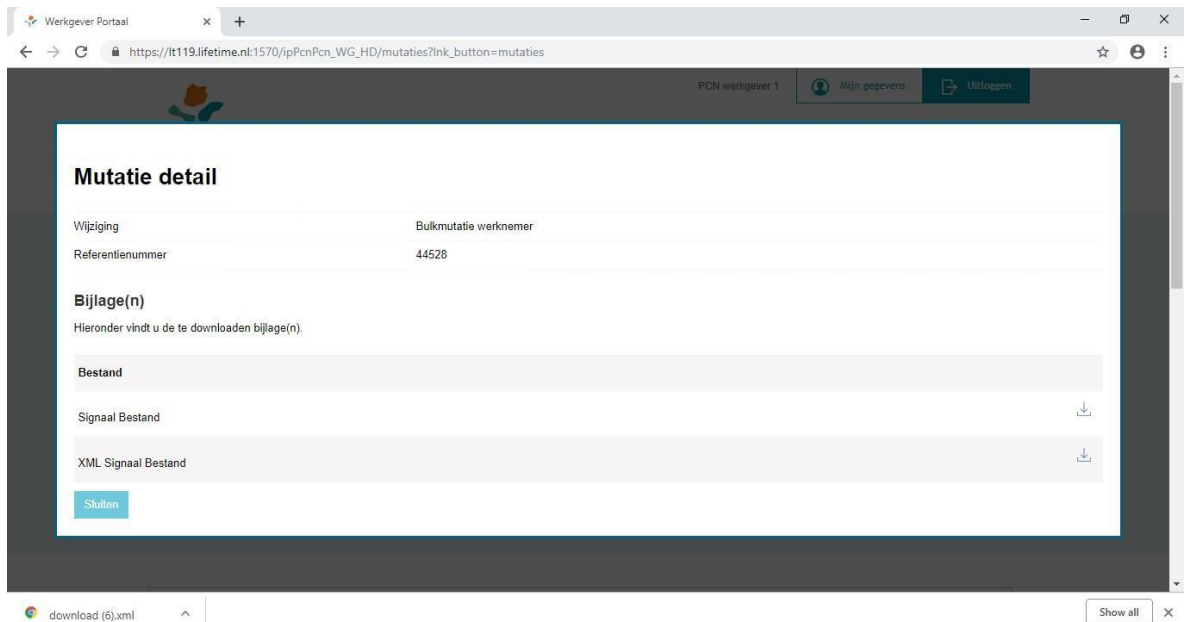 Werkgever Portaal
https://lt119.lifetime.nl:1570/ipPcnPcn_WG_HD/mutaties?lnk_button=mutaties
PCN werkgever 1
Mijn gegevens
Uitloggen
Mutatie detail
Wijziging Bulkmutatie werknemer
Referentienummer 44528
Bijlage(n)
Hieronder vindt u de te downloaden bijlage(n).
Bestand
Signaal Bestand
XML Signaal Bestand
Sluiten
download (6).xml
Show all